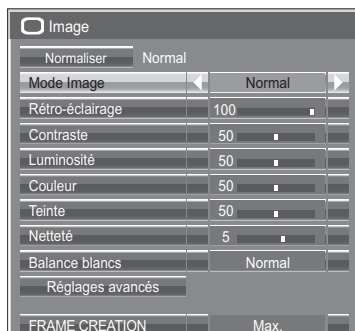 Image
Normaliser Normal
Mode Image Normal
Rétro-éclairage 100
Contraste 50
Luminosité 50
Couleur 50
Teinte 50
Netteté 5
Balance blancs Normal
Réglages avancés
FRAME CREATION Max.